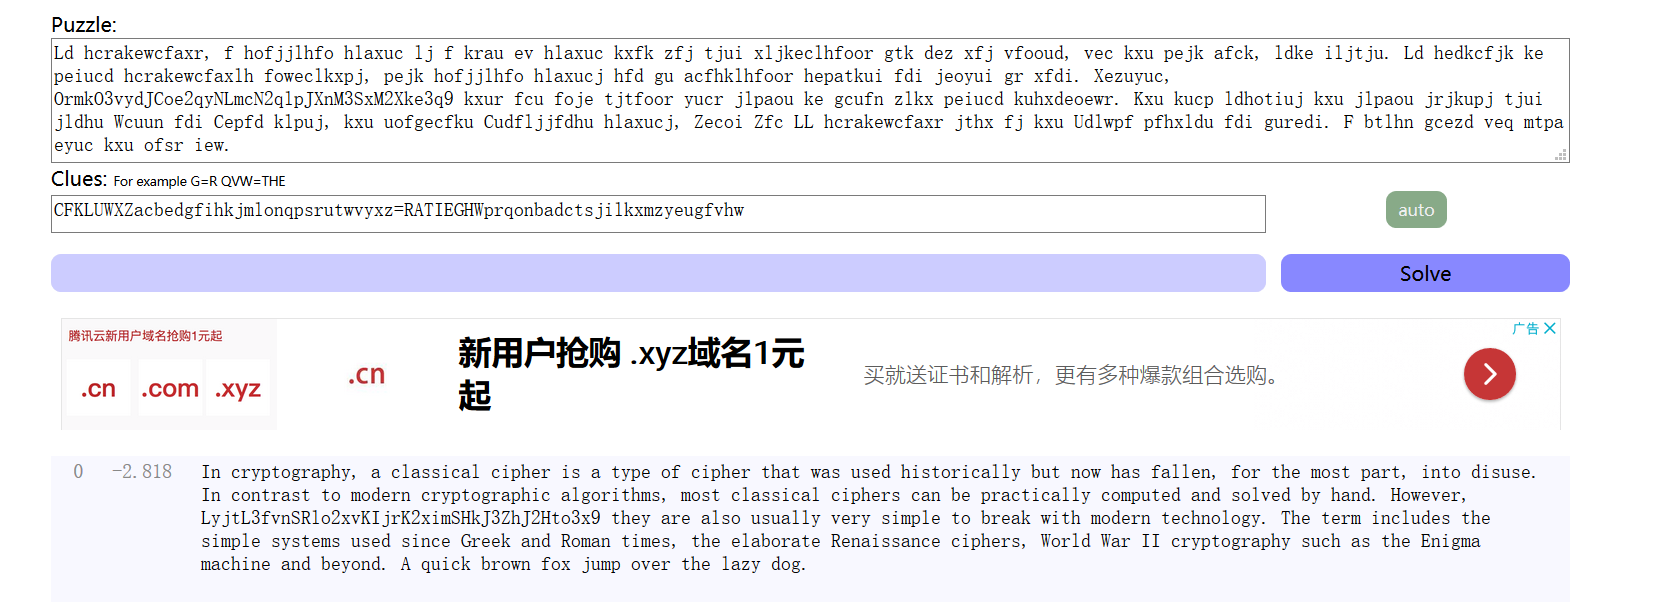 Puzzle:
Ld hcrakewcfaxr, f hofjjlhfo hlaxuc lj f krau ev hlaxuc kxfk zfj tjui xljkeclhfoor gtk dez xfj vfooud, vec kxu pejk afck, ldke iljtju. Ld hedkcfjk ke
peiucd hcrakewcfaxlh foweclkxpj, pejk hofjjlhfo hlaxucj hfd gu acfhklhfoor hepatkui fdi jeoyui gr xfdi. Xezuyuc,
OrmkO3vydJCoe2qyNLmcN2qlpJXnM3SxM2Xke3q9 kxur fcu foje tjtfoor yucr jlpaou ke gcufn zlkx peiucd kuhxdeoewr. Kxu kucp ldhotiuj kxu jlpaou jrjkupj tjui
jldhu Wcuun fdi Cepfd klpuj, kxu uofgecfku Cudfljjfdhu hlaxucj, Zecoi Zfc LL hcrakewcfaxr jthx fj kxu Udlwpf pfhxldu fdi guredi. F btlhn gcezd veq mtpa
eyuc kxu ofsr iew.
Clues: For example G=R QVW=THE
CFKLUWXZacbedgfihkjmlonqpsrutwvyxz=RATIEGHWprqonbadctsjilkxmzyeugfvhw
auto
Solve
腾讯云新用户域名抢购1元起
.cn .com .xyz
.cn
新用户抢购 .xyz域名1元
起
买就送证书和解析，更有多种爆款组合选购。
广告
0 -2.818 In cryptography, a classical cipher is a type of cipher that was used historically but now has fallen, for the most part, into disuse.
In contrast to modern cryptographic algorithms, most classical ciphers can be practically computed and solved by hand. However,
LyjtL3fvnSRlo2xvKIjrK2ximSHkJ3ZhJ2Hto3x9 they are also usually very simple to break with modern technology. The term includes the
simple systems used since Greek and Roman times, the elaborate Renaissance ciphers, World War II cryptography such as the Enigma
machine and beyond. A quick brown fox jump over the lazy dog.